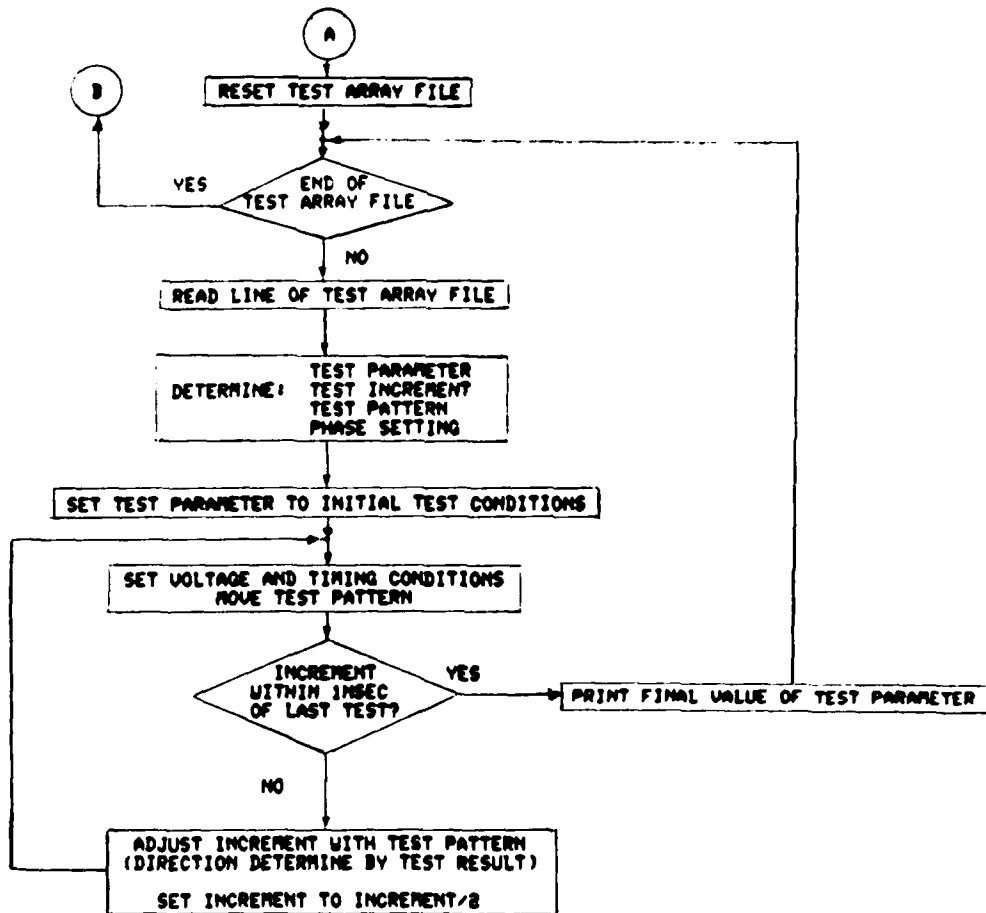 A
B
RESET TEST ARRAY FILE
YES
END OF
TEST ARRAY FILE
NO
READ LINE OF TEST ARRAY FILE
DETERMINE:
TEST PARAMETER
TEST INCREMENT
TEST PATTERN
PHASE SETTING
SET TEST PARAMETER TO INITIAL TEST CONDITIONS
SET VOLTAGE AND TIMING CONDITIONS
MOVE TEST PATTERN
INCREMENT
WITHIN 1NSEC
OF LAST TEST?
YES
PRINT FINAL VALUE OF TEST PARAMETER
NO
ADJUST INCREMENT WITH TEST PATTERN
(DIRECTION DETERMINE BY TEST RESULT)
SET INCREMENT TO INCREMENT/2